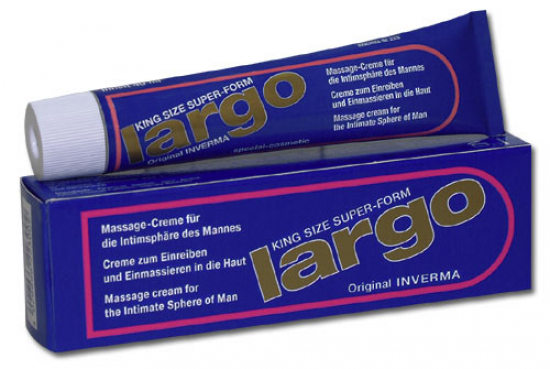 KING SIZE SUPER-FORM
largo
Original INVERMA
special-cosmetic
Massage-Creme für
die Intimsphäre des Mannes
Creme zum Einreiben
und Einmassieren in die Haut
Massage cream for
the Intimate Sphere of Man
Massage-Creme für
die Intimsphäre des Mannes
Creme zum Einreiben
und Einmassieren in die Haut
Massage cream for
the Intimate Sphere of Man
KING SIZE SUPER-FORM
largo
Original INVERMA